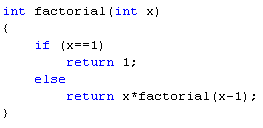 int factorial(int x)
{
    if (x==1)
        return 1;
    else
        return x*factorial(x-1);
}